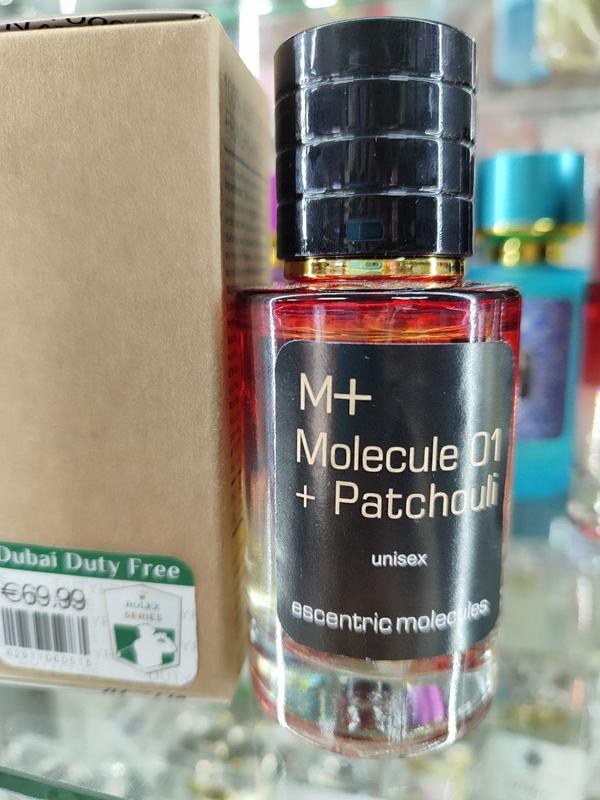 Dubai Duty Free
€69.99
ROLEX
SERIES
M+
Molecule 01
+ Patchouli
unisex
escentric molecules